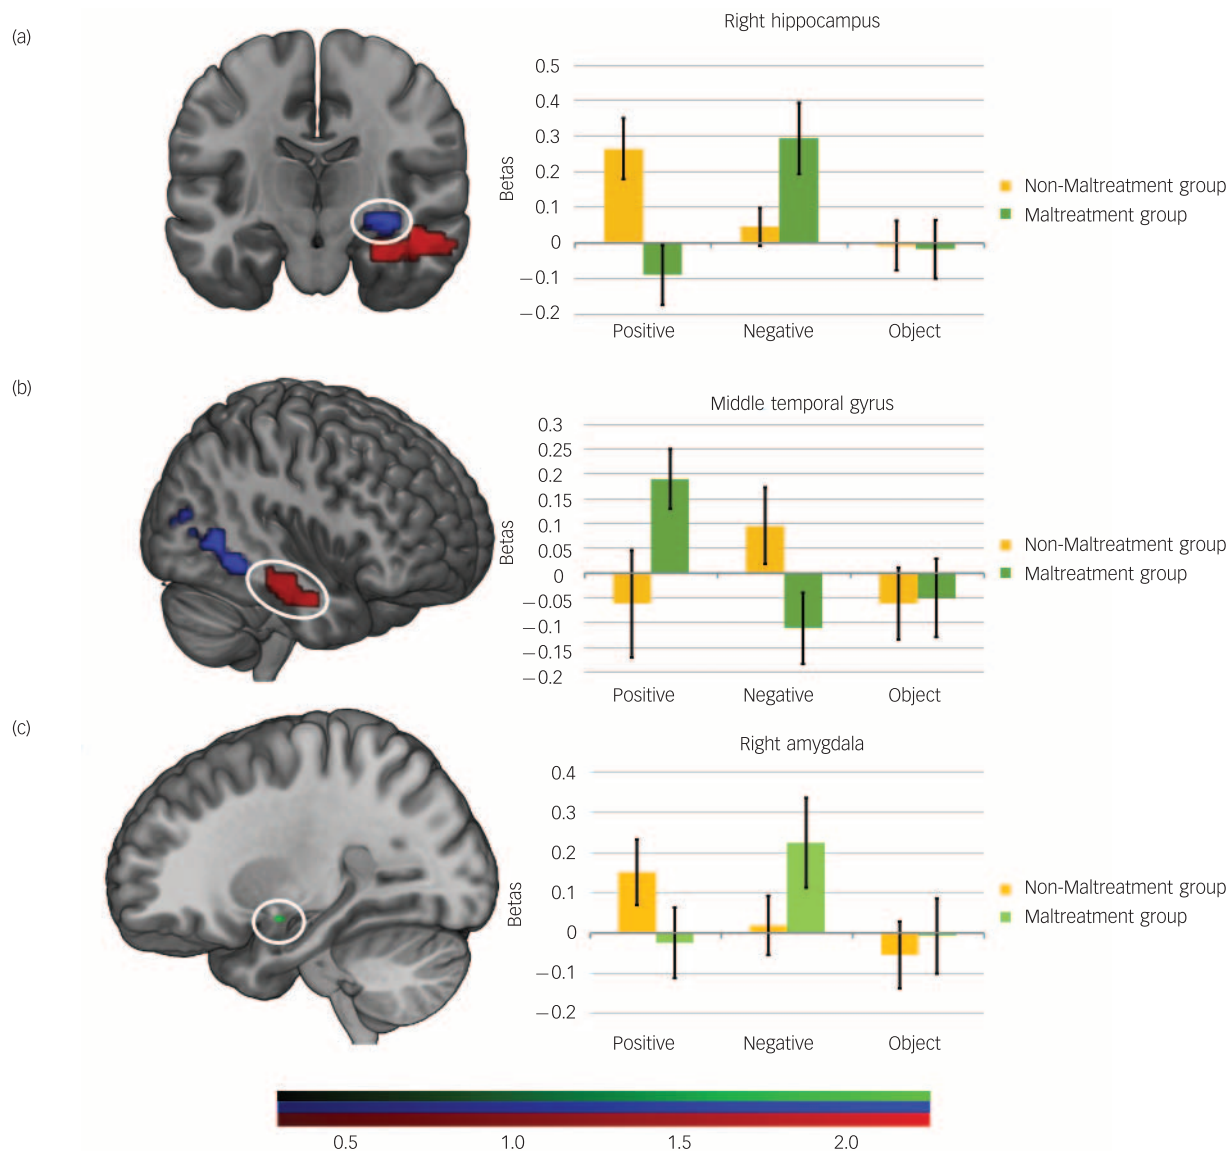 (a)
Right hippocampus
0.5
0.4
0.3
0.2
0.1
0
−0.1
−0.2
Betas
Positive Negative Object
Non-Maltreatment group
Maltreatment group
(b)
Middle temporal gyrus
0.3
0.25
0.2
0.15
0.1
0.05
0
−0.05
−0.1
−0.15
−0.2
Betas
Positive Negative Object
Non-Maltreatment group
Maltreatment group
(c)
Right amygdala
0.4
0.3
0.2
0.1
0
−0.1
−0.2
Betas
Positive Negative Object
Non-Maltreatment group
Maltreatment group
0.5 1.0 1.5 2.0